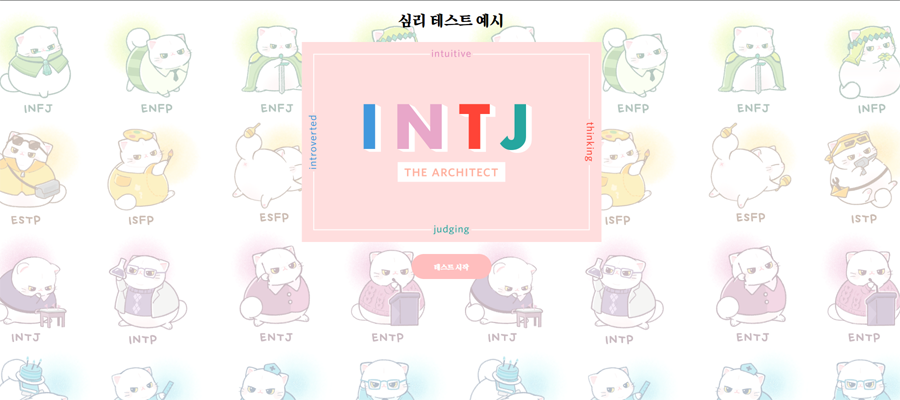 심리 테스트 예시
intuitive
INFJ
ENFP
ENFJ
ENFP
ENFJ
INFP
introverted
INTJ
thinking
THE ARCHITECT
ESTP
ISFP
ESFP
ISFP
ESFP
ISTP
judging
테스트 시작
INTJ
INTP
ENTJ
ENTP
INTJ
INTP
ENTJ
ENTP